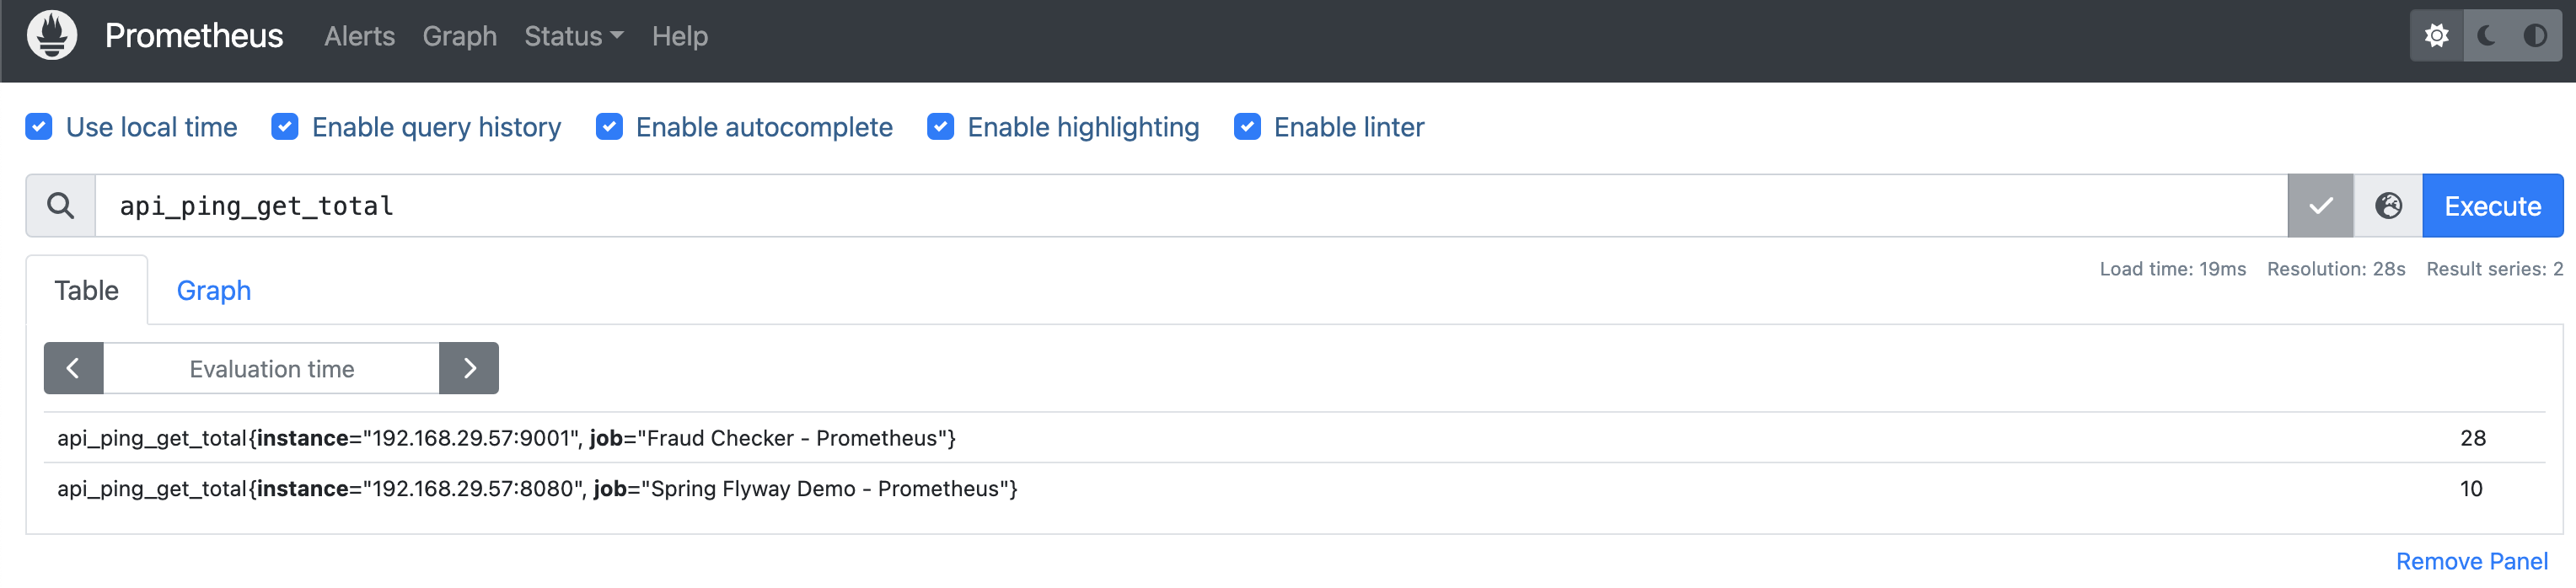 Prometheus Alerts Graph Status Help
Use local time Enable query history Enable autocomplete Enable highlighting Enable linter
api_ping_get_total Execute
Load time: 19ms Resolution: 28s Result series: 2
Table Graph
Evaluation time
api_ping_get_total{instance="192.168.29.57:9001", job="Fraud Checker - Prometheus"} 28
api_ping_get_total{instance="192.168.29.57:8080", job="Spring Flyway Demo - Prometheus"} 10
Remove Panel